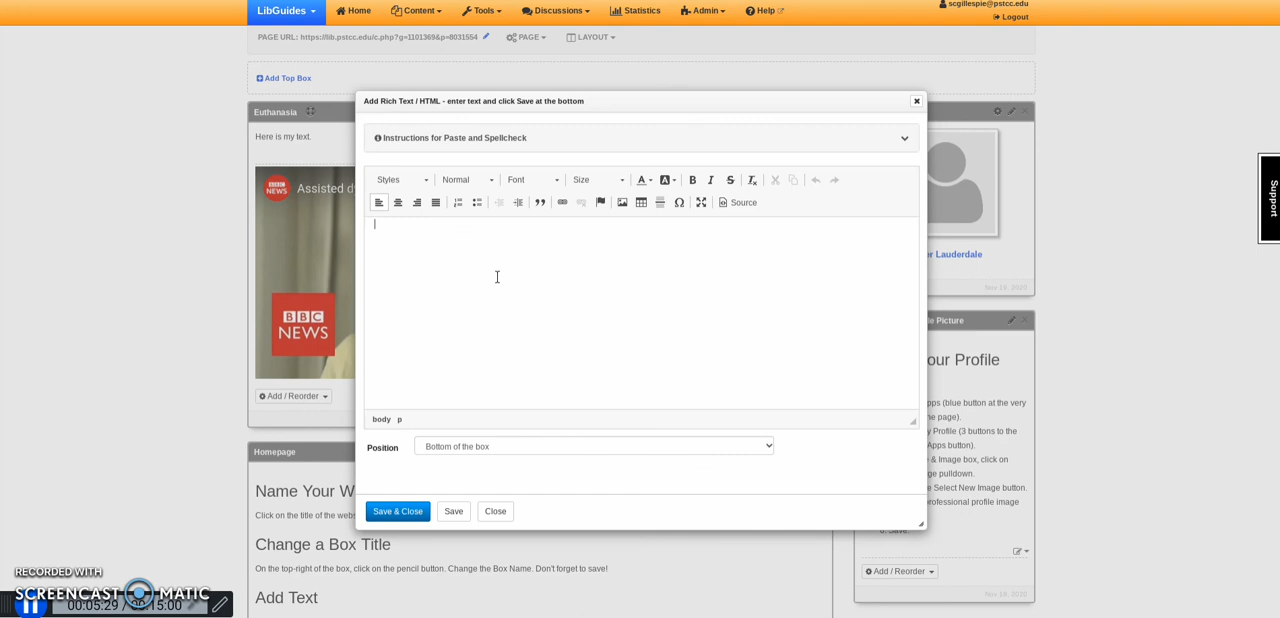 LibGuides
Home
Content
Tools
Discussions
Statistics
Admin
Help
scgillespie@pstcc.edu
Logout
PAGE URL: https://lib.pstcc.edu/c.php?g=1101369&p=8031554
PAGE
LAYOUT
Add Top Box
Euthanasia
Here is my text.
BBC
NEWS
Assisted d
BBC
NEWS
Add / Reorder
Homepage
Name Your W
Click on the title of the webs
Change a Box Title
On the top-right of the box, click on the pencil button. Change the Box Name. Don't forget to save!
Add Text
Add Rich Text / HTML - enter text and click Save at the bottom
Instructions for Paste and Spellcheck
Styles
Normal
Font
Size
A
A
B
I
S
Source
body p
Position
Bottom of the box
Save & Close
Save
Close
er Lauderdale
Nov 19, 2020
le Picture
our Profile
pps (blue button at the very
he page).
y Profile (3 buttons to the
Apps button).
e & Image box, click on
ge pulldown.
e Select New Image button.
professional profile image
Save.
Add / Reorder
Nov 19, 2020
Support
RECORDED WITH
SCREENCAST MATIC
00:05:29 / 00:15:00